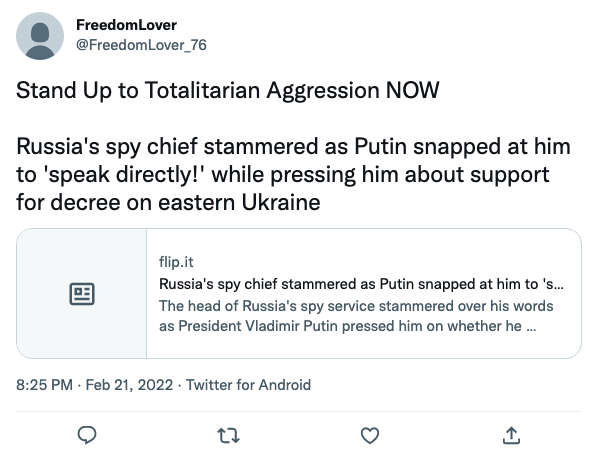 FreedomLover
@FreedomLover_76
Stand Up to Totalitarian Aggression NOW
Russia's spy chief stammered as Putin snapped at him
to 'speak directly!' while pressing him about support
for decree on eastern Ukraine
flip.it
Russia's spy chief stammered as Putin snapped at him to 's...
The head of Russia's spy service stammered over his words
as President Vladimir Putin pressed him on whether he ...
8:25 PM · Feb 21, 2022 · Twitter for Android